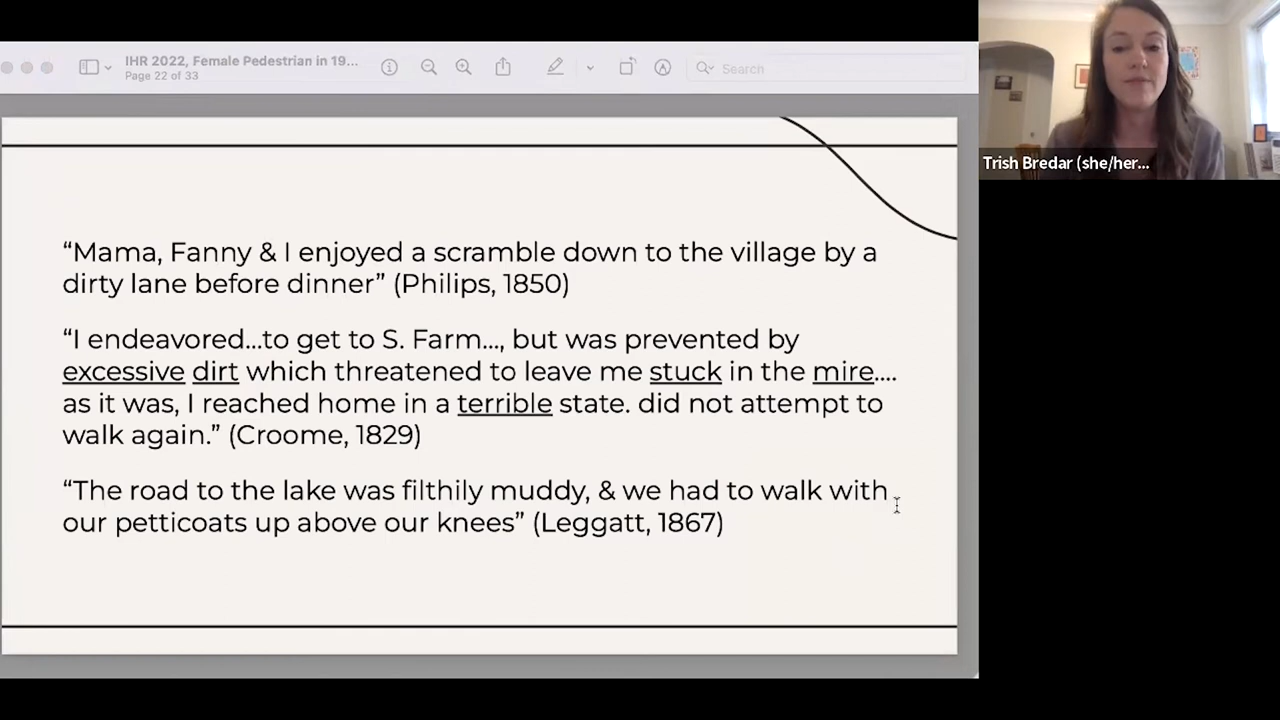 IHR 2022, Female Pedestrian in 19...
Page 22 of 33
Search
Trish Bredar (she/her...
“Mama, Fanny & I enjoyed a scramble down to the village by a
dirty lane before dinner” (Philips, 1850)
“I endeavored...to get to S. Farm..., but was prevented by
excessive dirt which threatened to leave me stuck in the mire....
as it was, I reached home in a terrible state. did not attempt to
walk again.” (Croome, 1829)
“The road to the lake was filthily muddy, & we had to walk with
our petticoats up above our knees” (Leggatt, 1867)